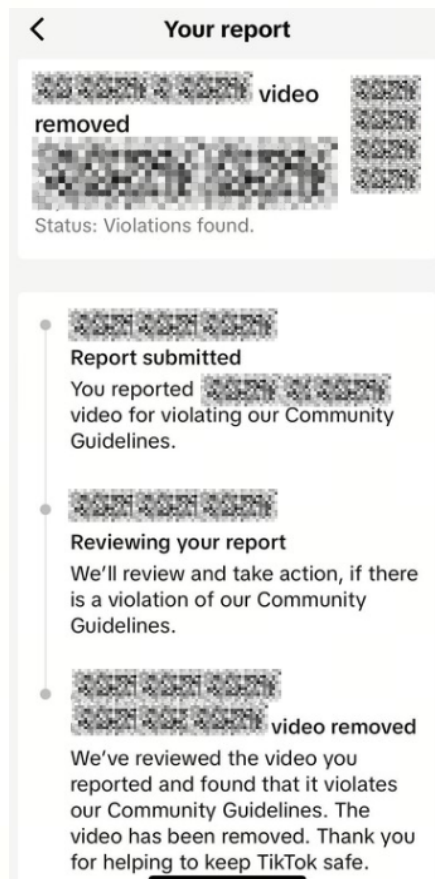 Your report
video
removed
Status: Violations found.
Report submitted
You reported
video for violating our Community
Guidelines.
Reviewing your report
We'll review and take action, if there
is a violation of our Community
Guidelines.
video removed
We've reviewed the video you
reported and found that it violates
our Community Guidelines. The
video has been removed. Thank you
for helping to keep TikTok safe.